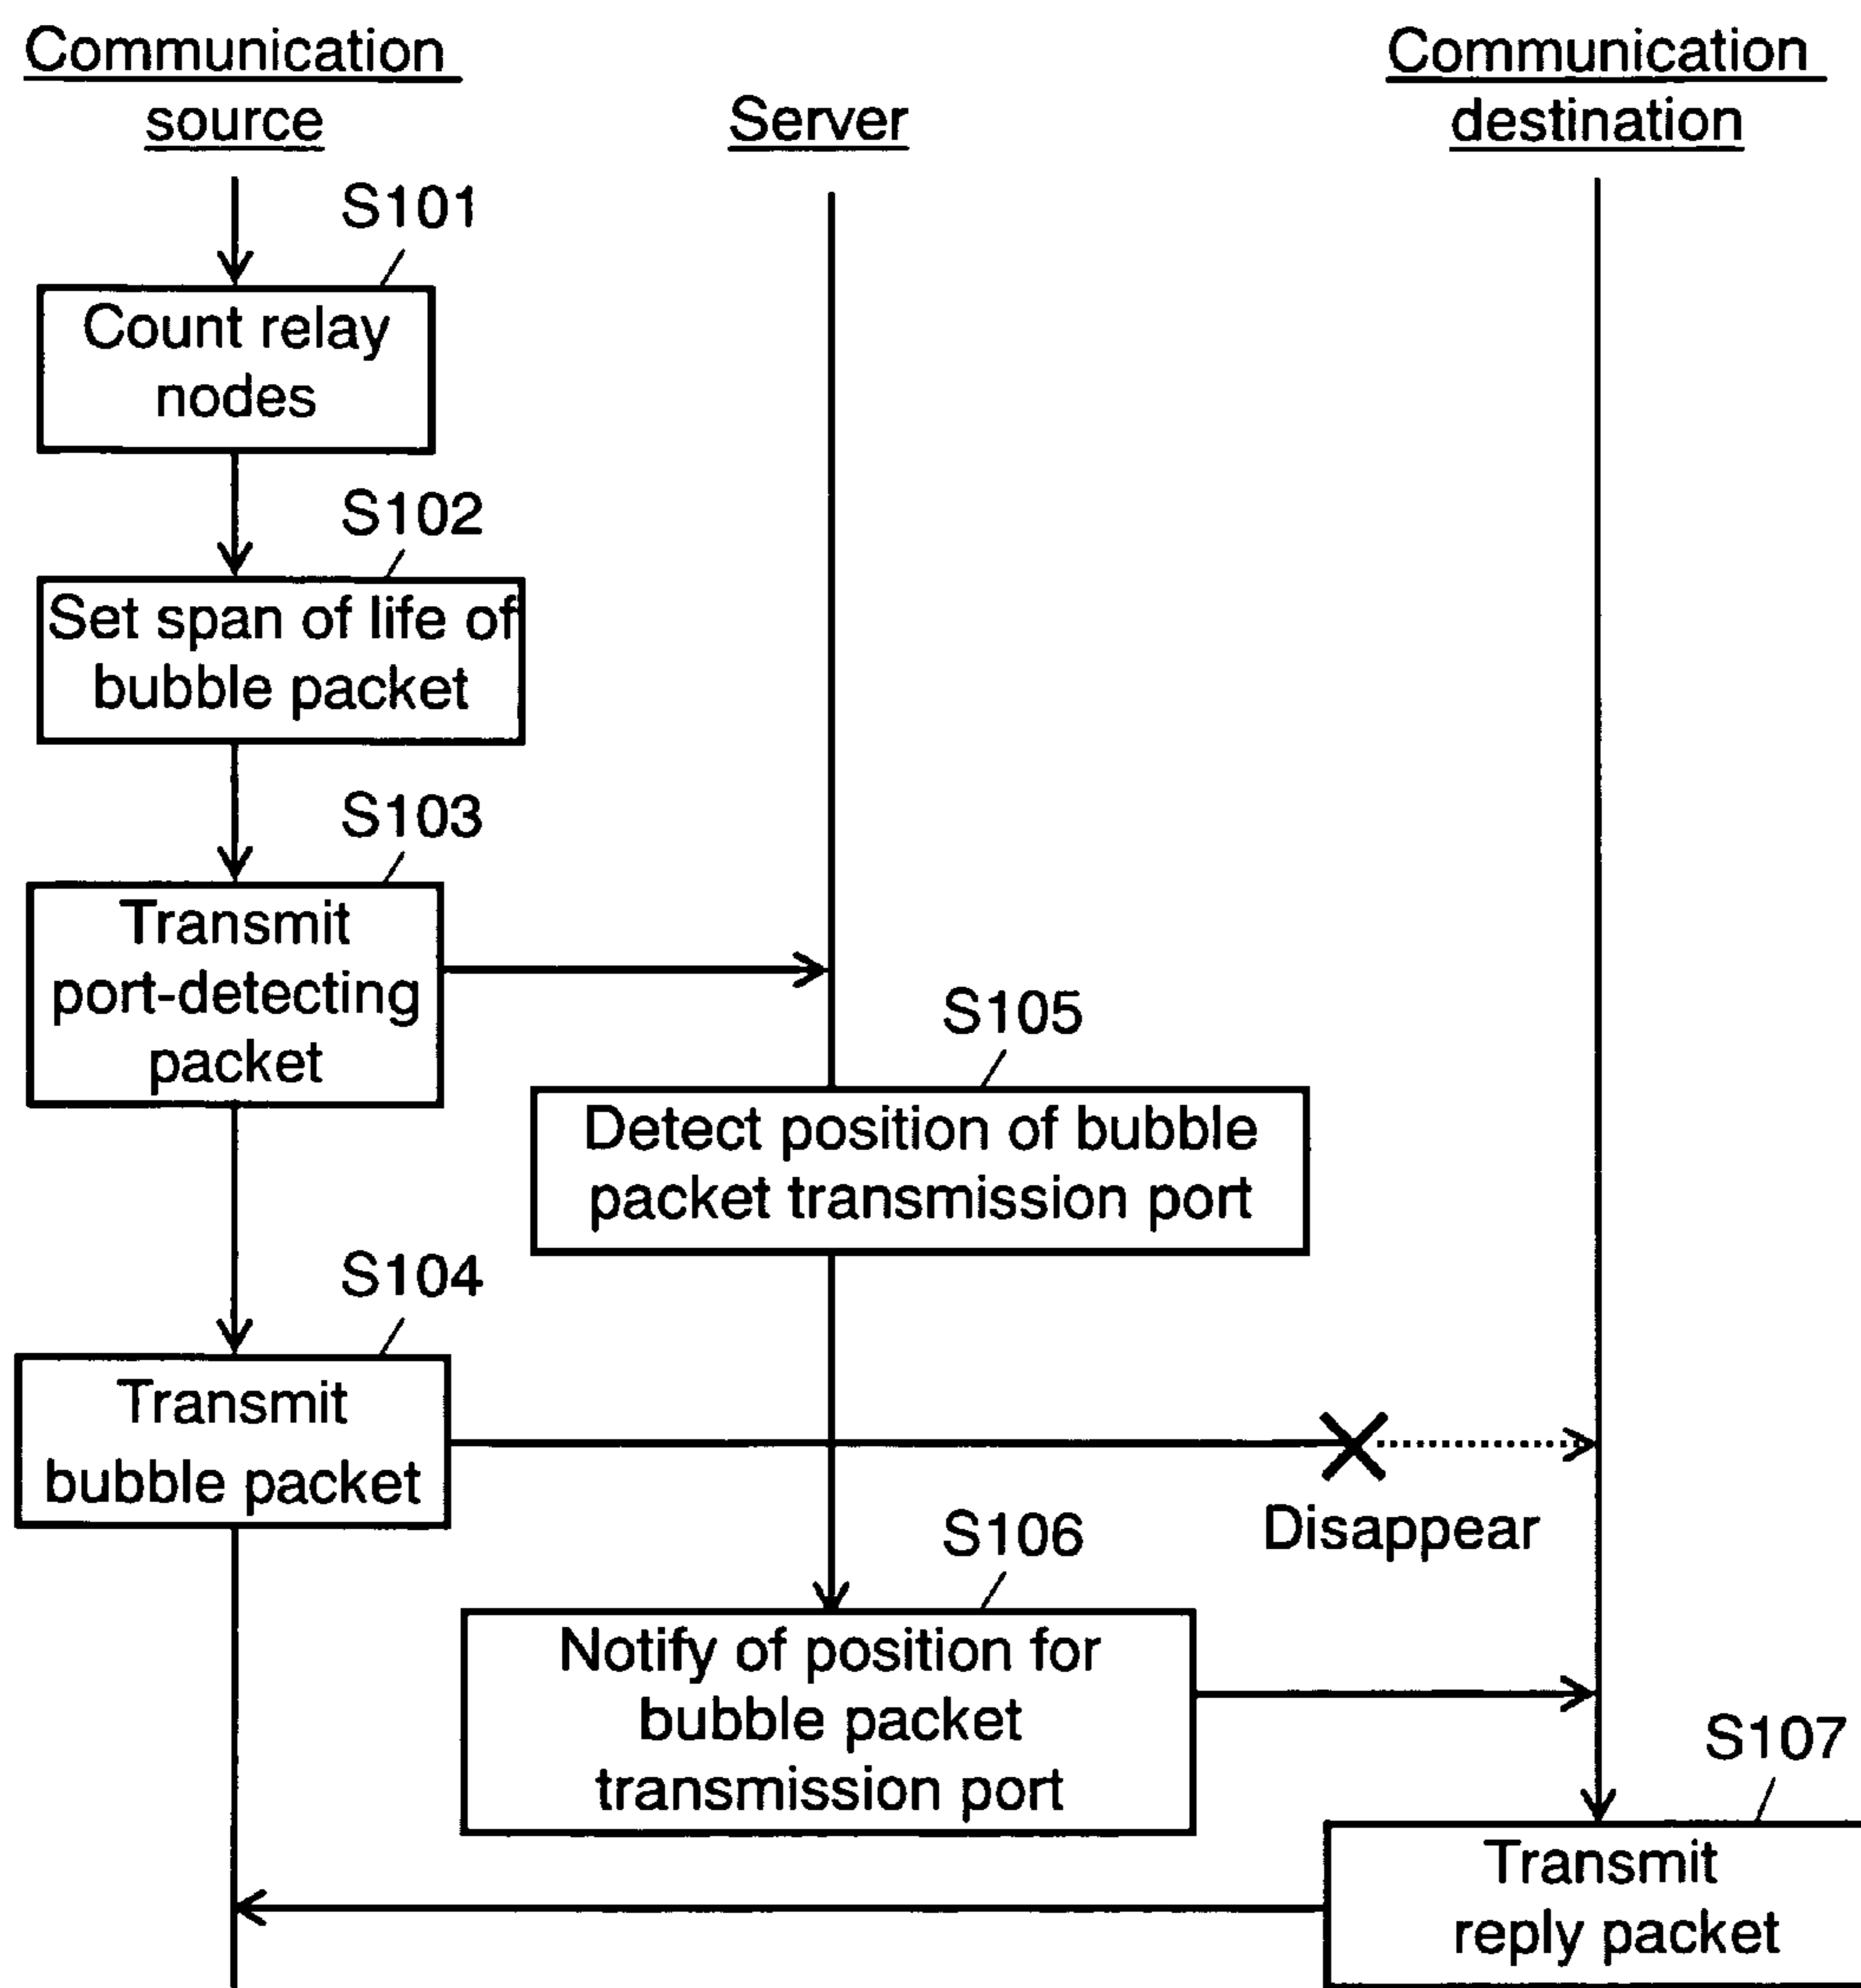 Communication
source
Server
Communication
destination
S101
Count relay
nodes
S102
Set span of life of
bubble packet
S103
Transmit
port-detecting
packet
S105
Detect position of bubble
packet transmission port
S104
Transmit
bubble packet
Disappear
S106
Notify of position for
bubble packet
transmission port
S107
Transmit
reply packet